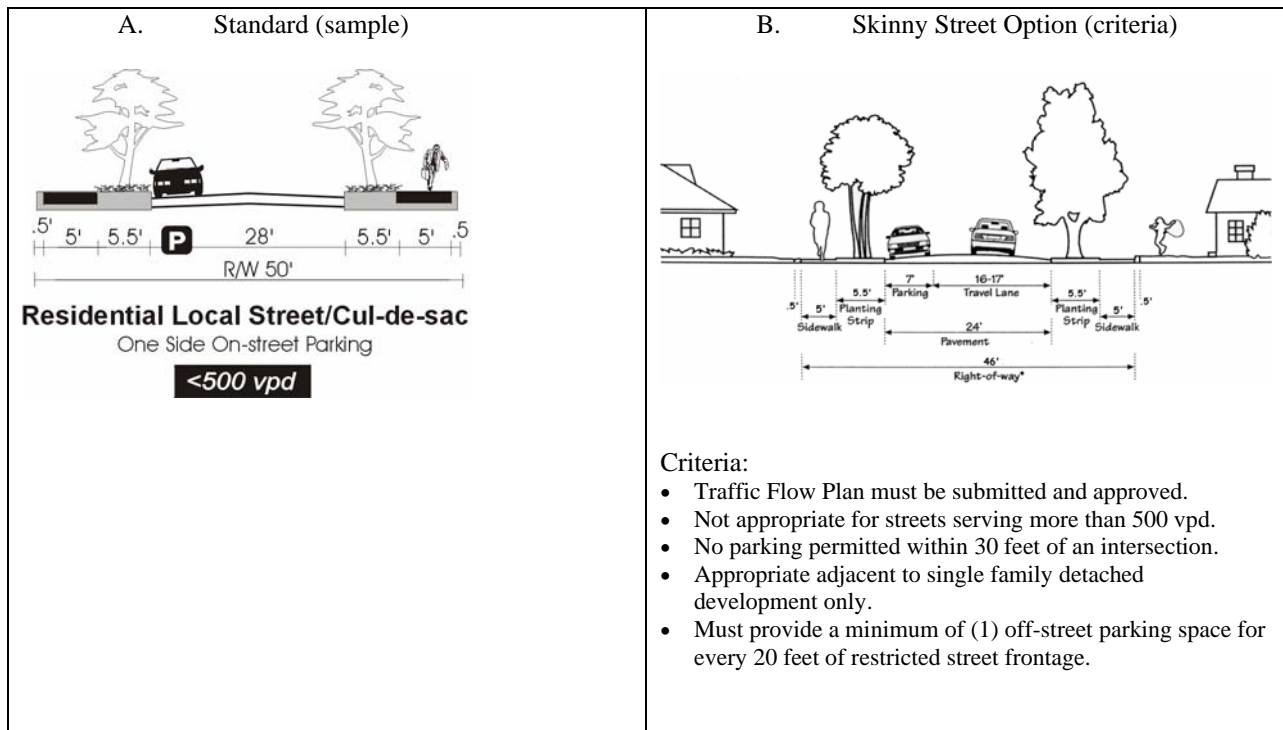 A. Standard (sample)
.5' 5' 5.5' P 28' 5.5' 5' .5
R/W 50'
Residential Local Street/Cul-de-sac
One Side On-street Parking
<500 vpd
B. Skinny Street Option (criteria)
7' 16-17'
Parking Travel Lane
.5' 5' 5.5' 5.5' 5' .5'
Sidewalk Planting Strip Planting Strip Sidewalk
24'
Pavement
46'
Right-of-way*
Criteria:
• Traffic Flow Plan must be submitted and approved.
• Not appropriate for streets serving more than 500 vpd.
• No parking permitted within 30 feet of an intersection.
• Appropriate adjacent to single family detached
development only.
• Must provide a minimum of (1) off-street parking space for
every 20 feet of restricted street frontage.